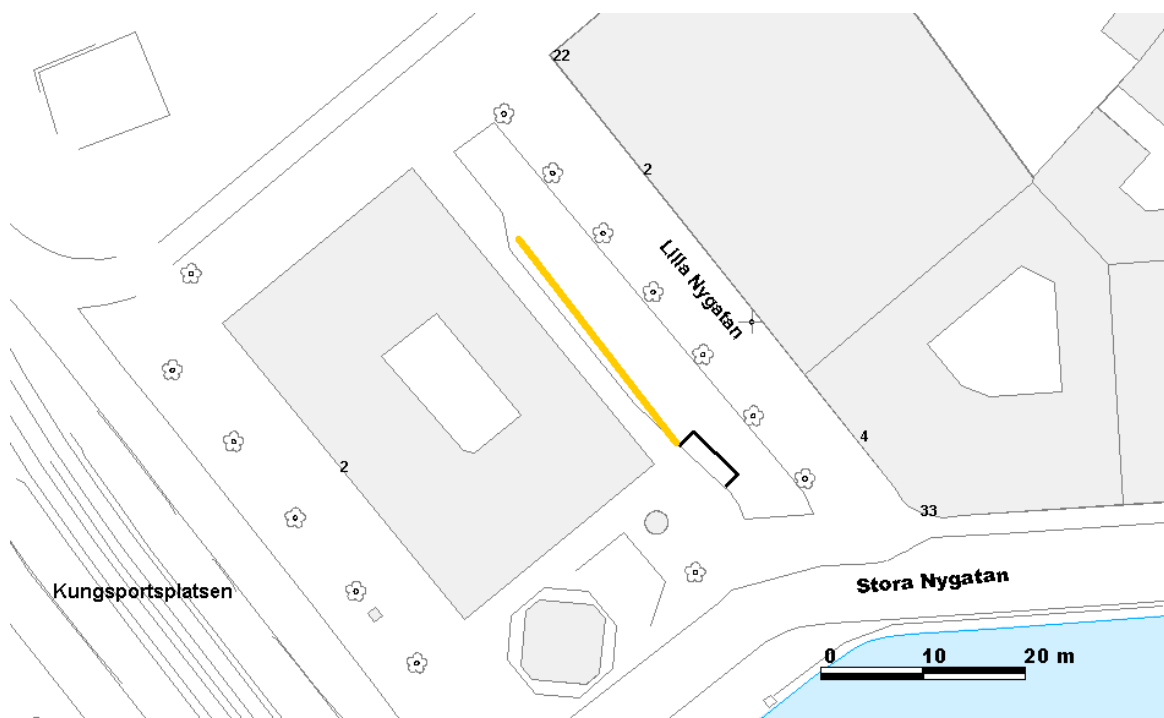 22
2
Lilla Nygatan
4
2
33
Stora Nygatan
Kungsportsplatsen
0 10 20 m